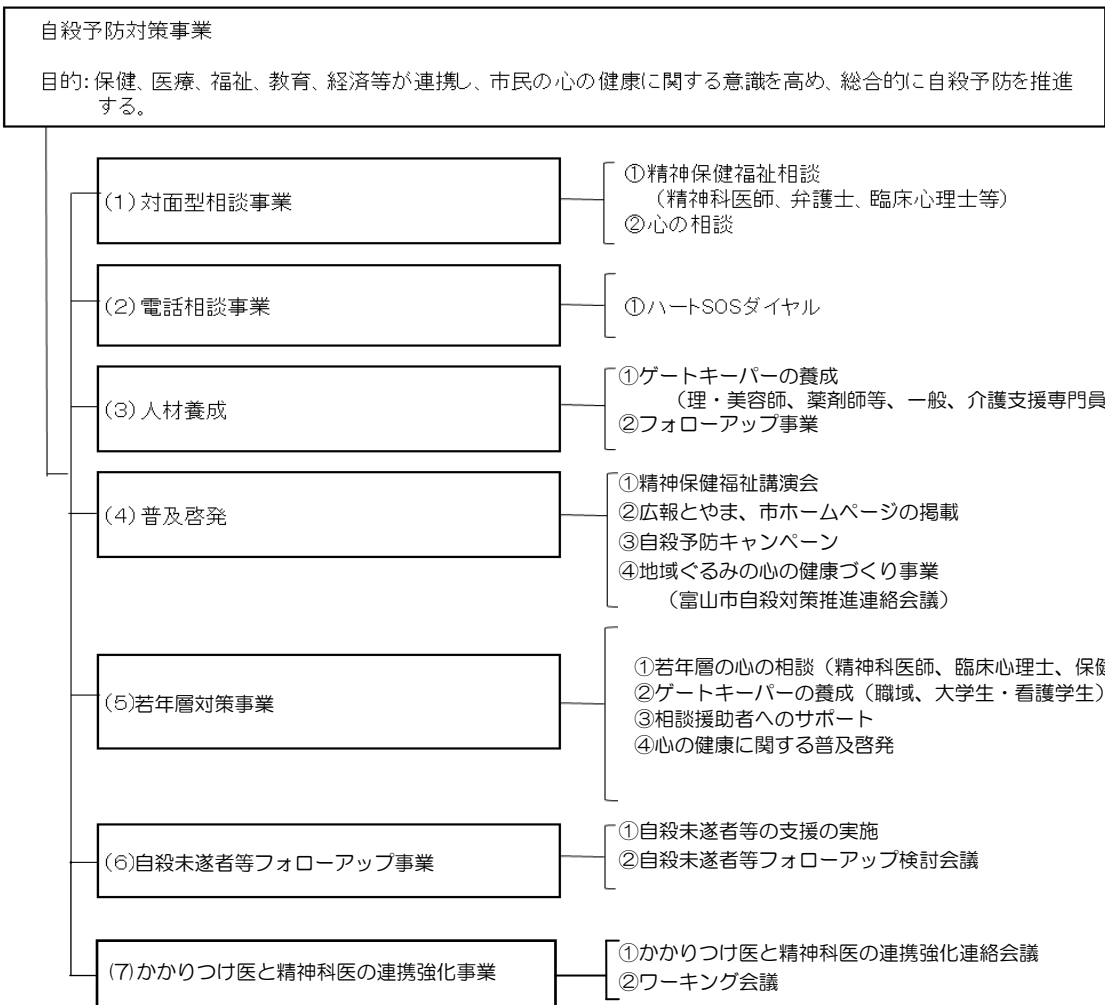 自殺予防対策事業
目的：保健、医療、福祉、教育、経済等が連携し、市民の心の健康に関する意識を高め、総合的に自殺予防を推進
する。
(1)対面型相談事業
①精神保健福祉相談
（精神科医師、弁護士、臨床心理士等）
②心の相談
(2)電話相談事業
①ハートSOSダイヤル
(3)人材養成
①ゲートキーパーの養成
（理・美容師、薬剤師等、一般、介護支援専門員
②フォローアップ事業
(4)普及啓発
①精神保健福祉講演会
②広報とやま、市ホームページの掲載
③自殺予防キャンペーン
④地域ぐるみの心の健康づくり事業
（富山市自殺対策推進連絡会議）
(5)若年層対策事業
①若年層の心の相談（精神科医師、臨床心理士、保健
②ゲートキーパーの養成（職域、大学生・看護学生）
③相談援助者へのサポート
④心の健康に関する普及啓発
(6)自殺未遂者等フォローアップ事業
①自殺未遂者等の支援の実施
②自殺未遂者等フォローアップ検討会議
(7)かかりつけ医と精神科医の連携強化事業
①かかりつけ医と精神科医の連携強化連絡会議
②ワーキング会議